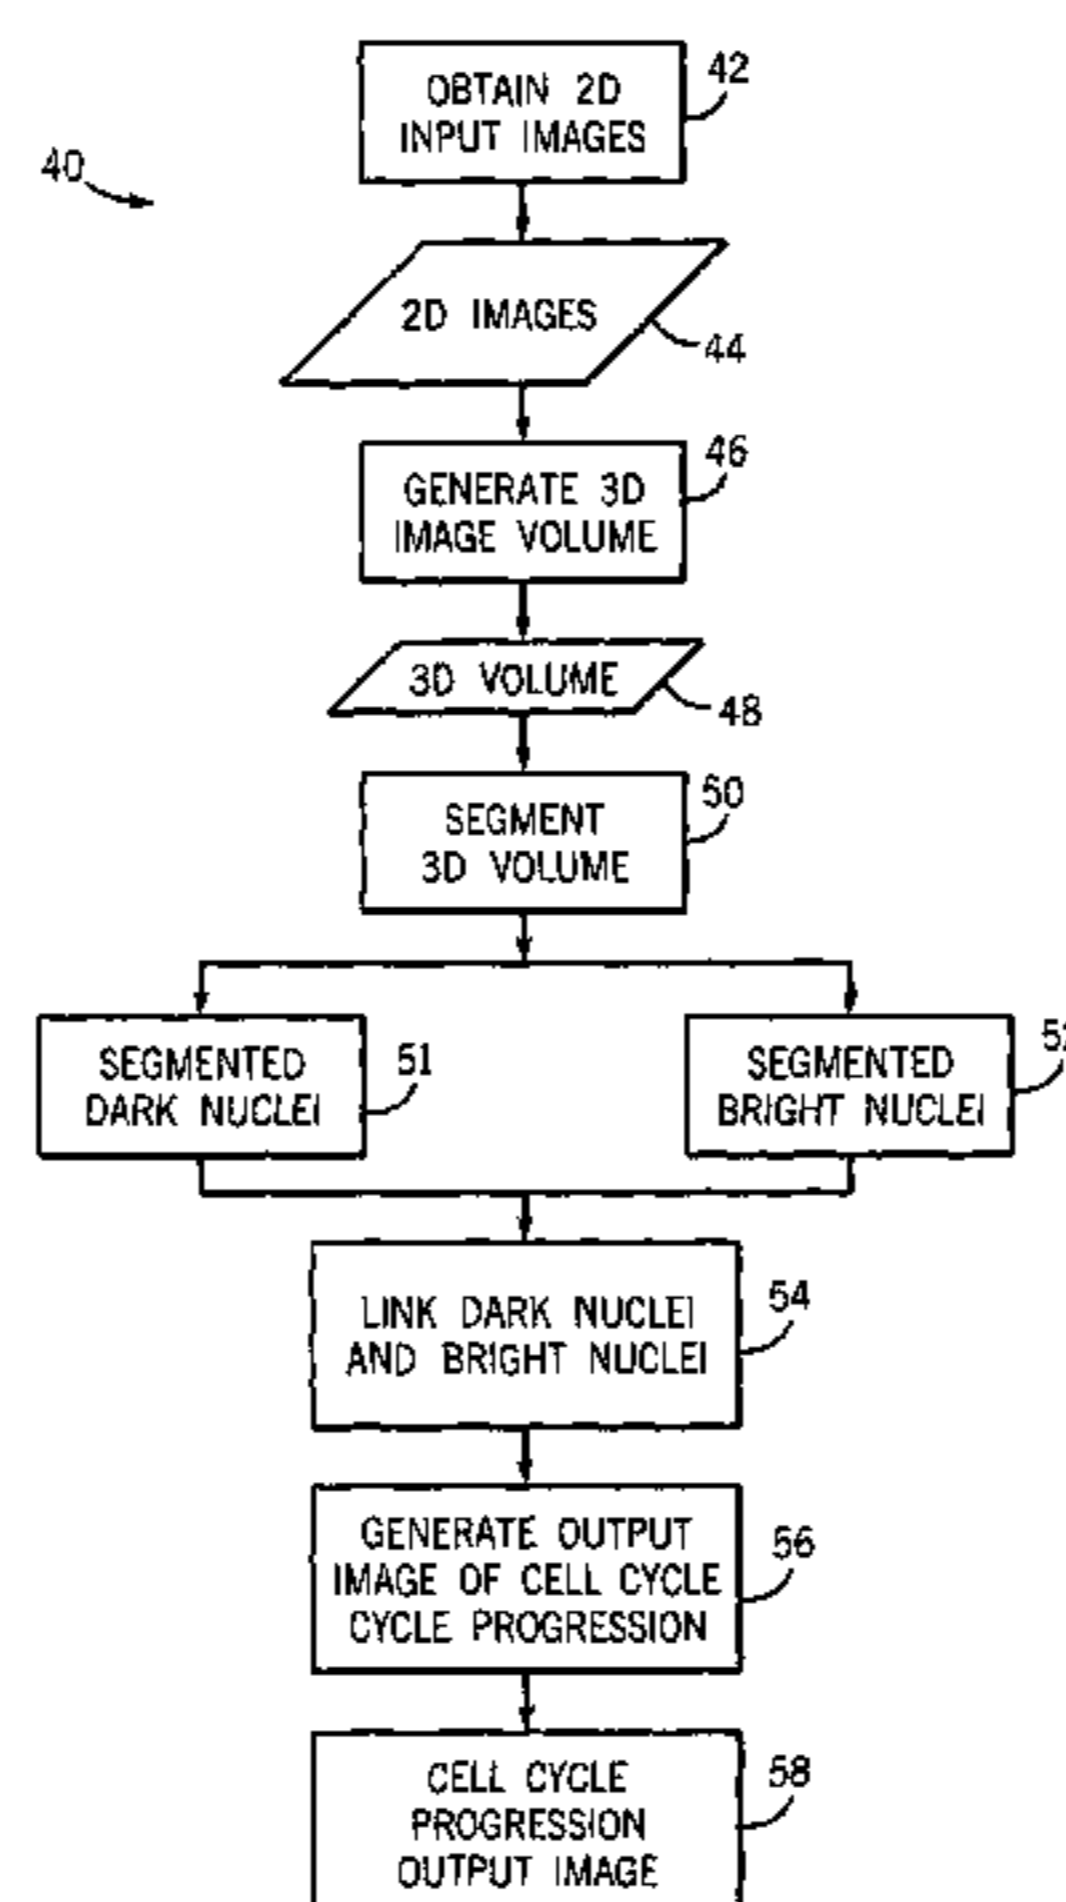 42
OBTAIN 2D
INPUT IMAGES
40
2D IMAGES
44
46
GENERATE 3D
IMAGE VOLUME
3D VOLUME
48
50
SEGMENT
3D VOLUME
SEGMENTED
DARK NUCLEI
51
SEGMENTED
BRIGHT NUCLEI
LINK DARK NUCLEI
AND BRIGHT NUCLEI
54
GENERATE OUTPUT
IMAGE OF CELL CYCLE
CYCLE PROGRESSION
56
CELL CYCLE
PROGRESSION
OUTPUT IMAGE
58